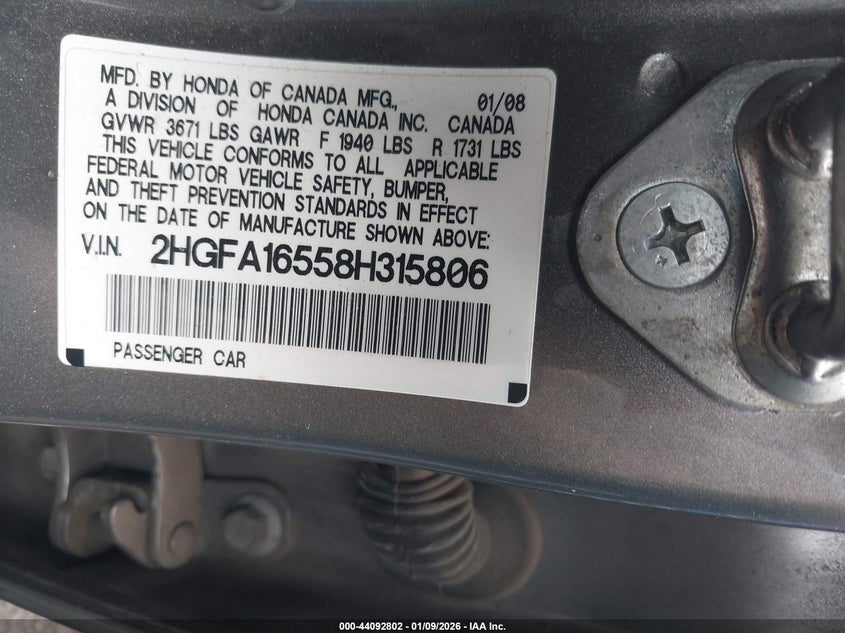 MFD. BY HONDA OF CANADA MFG., 01/08
A DIVISION OF HONDA CANADA INC. CANADA
GVWR 3671 LBS GAWR F 1940 LBS R 1731 LBS
THIS VEHICLE CONFORMS TO ALL APPLICABLE
FEDERAL MOTOR VEHICLE SAFETY, BUMPER,
AND THEFT PREVENTION STANDARDS IN EFFECT
ON THE DATE OF MANUFACTURE SHOWN ABOVE:
V.I.N. 2HGFA16558H315806
PASSENGER CAR
000-44092802 - 01/09/2026 - IAA Inc.